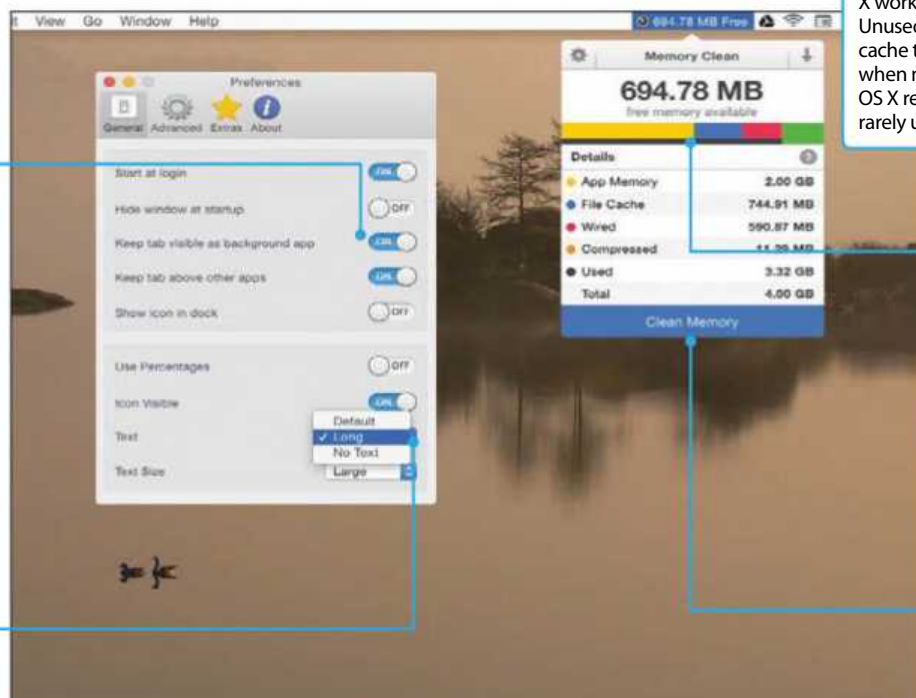 View Go Window Help
694.78 MB Free
X work
Unused
cache t
when
OS X re
rarely u
Preferences
General Advanced Extras About
Start at login ON
Hide window at startup OFF
Keep tab visible as background app ON
Keep tab above other apps ON
Show icon in dock OFF
Use Percentages OFF
Icon Visible ON
Text
Default
✓ Long
No Text
Text Size Large
Memory Clean
694.78 MB
free memory available
Details
App Memory 2.00 GB
File Cache 744.91 MB
Wired 590.87 MB
Compressed 11.29 MB
Used 3.32 GB
Total 4.00 GB
Clean Memory